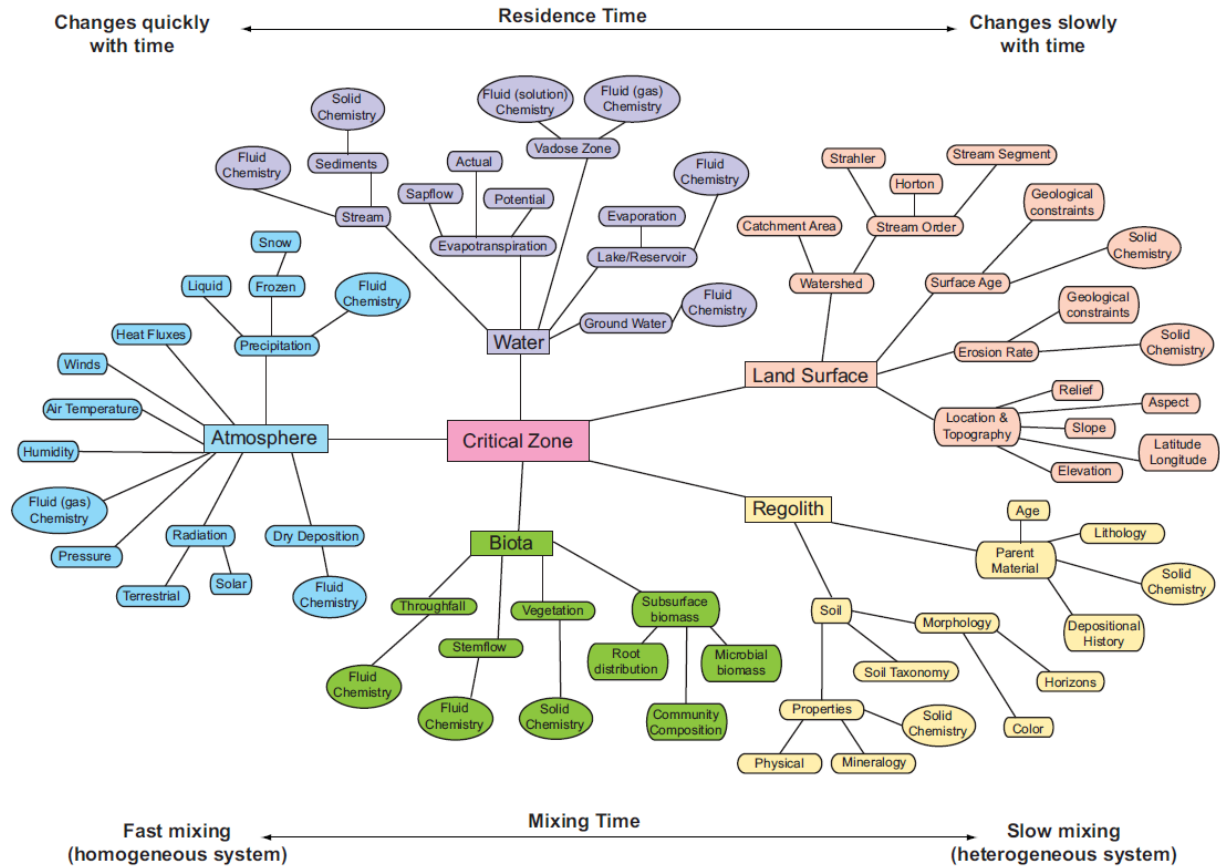 Residence Time
Changes quickly
with time
Changes slowly
with time
Solid
Chemistry
Fluid
Chemistry
Sediments
Stream
Fluid (solution)
Chemistry
Fluid (gas)
Chemistry
Vadose Zone
Actual
Sapflow
Potential
Evapotranspiration
Fluid
Chemistry
Evaporation
Lake/Reservoir
Fluid
Chemistry
Ground Water
Water
Strahler
Stream Segment
Horton
Stream Order
Catchment Area
Watershed
Geological
constraints
Solid
Chemistry
Surface Age
Geological
constraints
Solid
Chemistry
Erosion Rate
Land Surface
Relief
Aspect
Location &
Topography
Slope
Latitude
Longitude
Elevation
Snow
Liquid
Frozen
Fluid
Chemistry
Precipitation
Heat Fluxes
Winds
Air Temperature
Humidity
Atmosphere
Fluid (gas)
Chemistry
Pressure
Radiation
Terrestrial
Solar
Dry Deposition
Fluid
Chemistry
Critical Zone
Biota
Throughfall
Fluid
Chemistry
Stemflow
Fluid
Chemistry
Vegetation
Solid
Chemistry
Subsurface
biomass
Root
distribution
Microbial
biomass
Community
Composition
Regolith
Age
Lithology
Parent
Material
Solid
Chemistry
Depositional
History
Soil
Morphology
Soil Taxonomy
Horizons
Color
Properties
Solid
Chemistry
Physical
Mineralogy
Mixing Time
Fast mixing
(homogeneous system)
Slow mixing
(heterogeneous system)